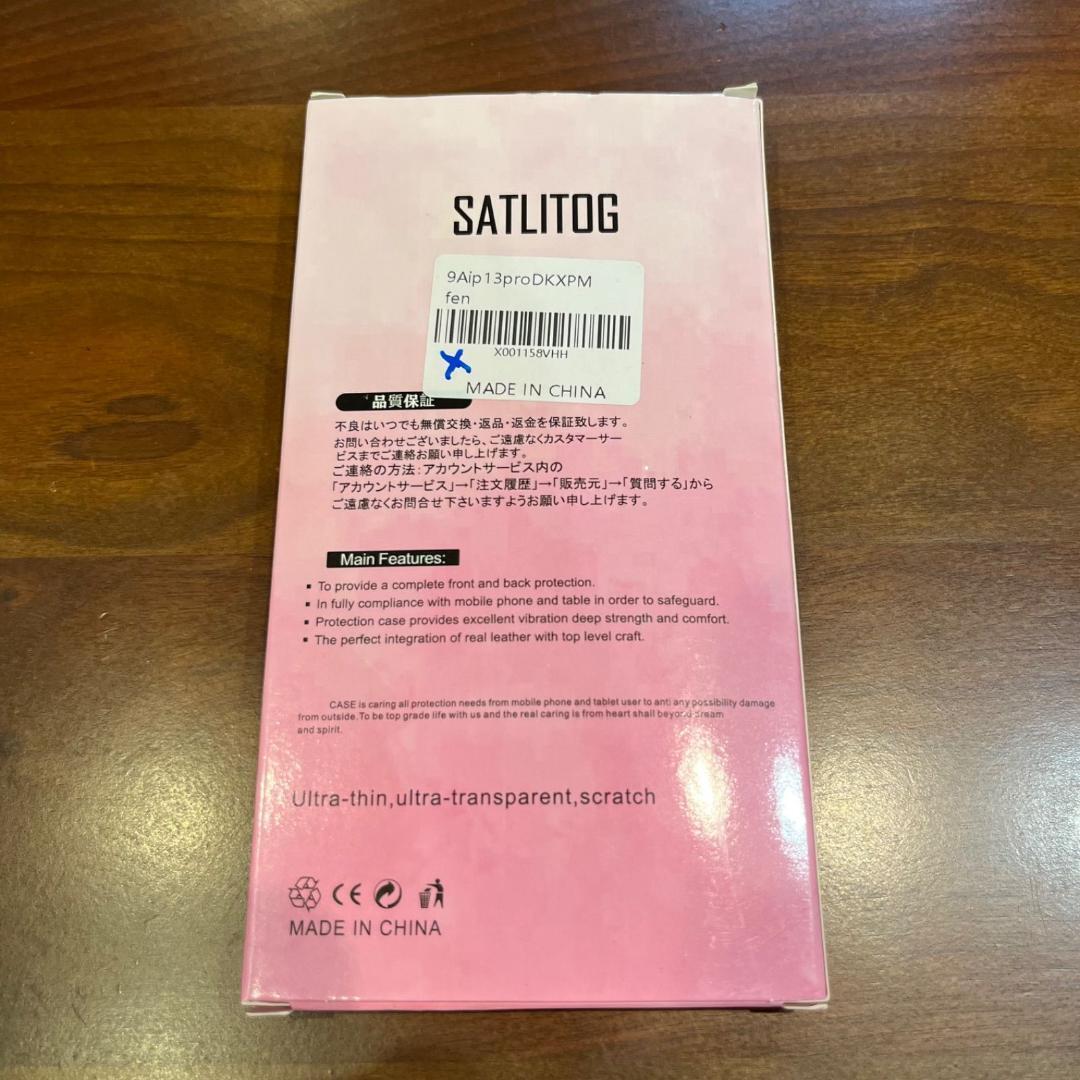 SATLITOG
9Aip13proDKXPM
fen
X001158VHH
MADE IN CHINA
品質保証
不良はいつでも無償交換・返品・返金を保証致します。
お問い合わせございましたら、ご遠慮なくカスタマーサー
ビスまでご連絡お願い申し上げます。
ご連絡の方法：アカウントサービス内の
「アカウントサービス」→「注文履歴」→「販売元」→「質問する」から
ご遠慮なくお問合せ下さいますようお願い申し上げます。
Main Features:
▪ To provide a complete front and back protection.
▪ In fully compliance with mobile phone and table in order to safeguard.
▪ Protection case provides excellent vibration deep strength and comfort.
▪ The perfect integration of real leather with top level craft.
CASE is caring all protection needs from mobile phone and tablet user to anti any possibility damage
from outside.To be top grade life with us and the real caring is from heart shall beyond dream
and spirit.
Ultra-thin,ultra-transparent,scratch
CE
MADE IN CHINA